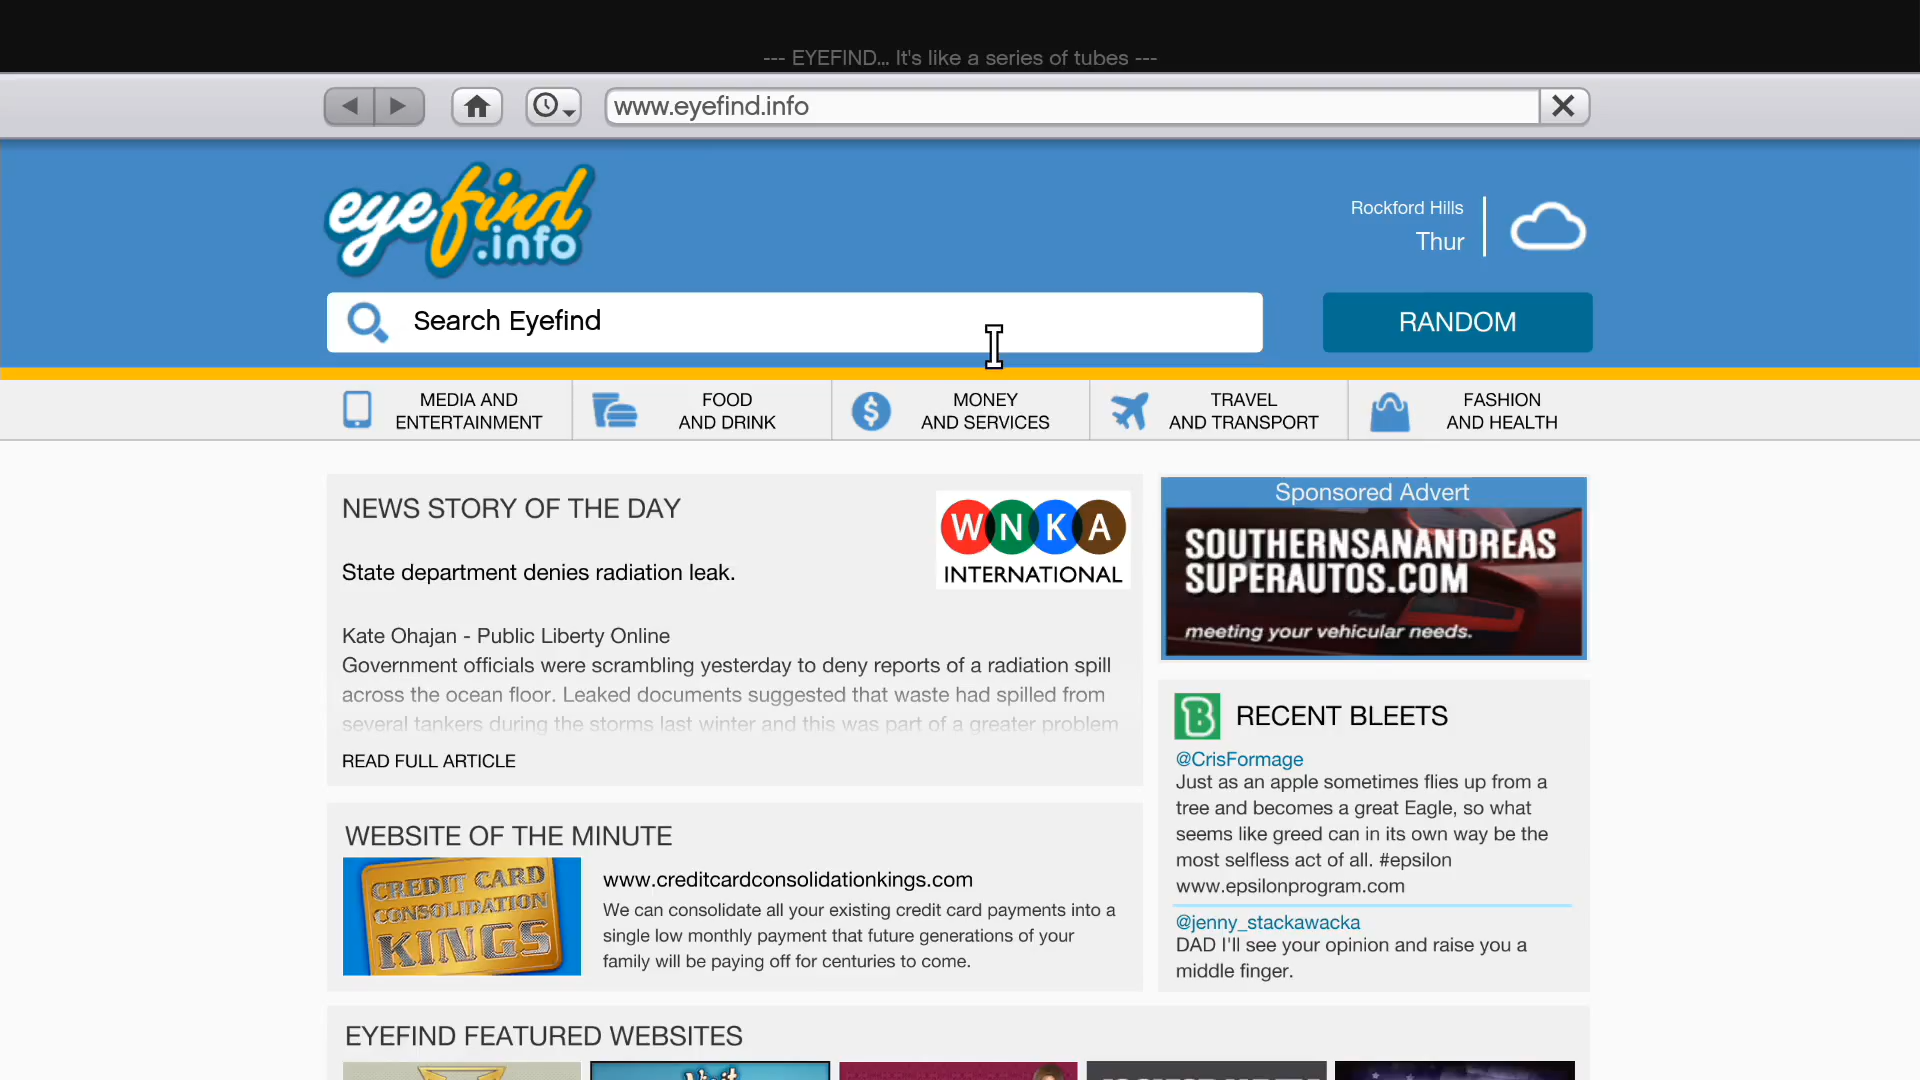 --- EYEFIND... It's like a series of tubes ---
www.eyefind.info
eyefind
.info
Rockford Hills
Thur
Search Eyefind
RANDOM
MEDIA AND
ENTERTAINMENT
FOOD
AND DRINK
MONEY
AND SERVICES
TRAVEL
AND TRANSPORT
FASHION
AND HEALTH
NEWS STORY OF THE DAY
WNKA
INTERNATIONAL
State department denies radiation leak.
Kate Ohajan - Public Liberty Online
Government officials were scrambling yesterday to deny reports of a radiation spill
across the ocean floor. Leaked documents suggested that waste had spilled from
several tankers during the storms last winter and this was part of a greater problem
READ FULL ARTICLE
Sponsored Advert
SOUTHERNSANANDREAS
SUPERAUTOS.COM
meeting your vehicular needs.
WEBSITE OF THE MINUTE
CREDIT CARD
CONSOLIDATION
KINGS
www.creditcardconsolidationkings.com
We can consolidate all your existing credit card payments into a
single low monthly payment that future generations of your
family will be paying off for centuries to come.
B
RECENT BLEETS
@CrisFormage
Just as an apple sometimes flies up from a
tree and becomes a great Eagle, so what
seems like greed can in its own way be the
most selfless act of all. #epsilon
www.epsilonprogram.com
@jenny_stackawacka
DAD I'll see your opinion and raise you a
middle finger.
EYEFIND FEATURED WEBSITES
Visit